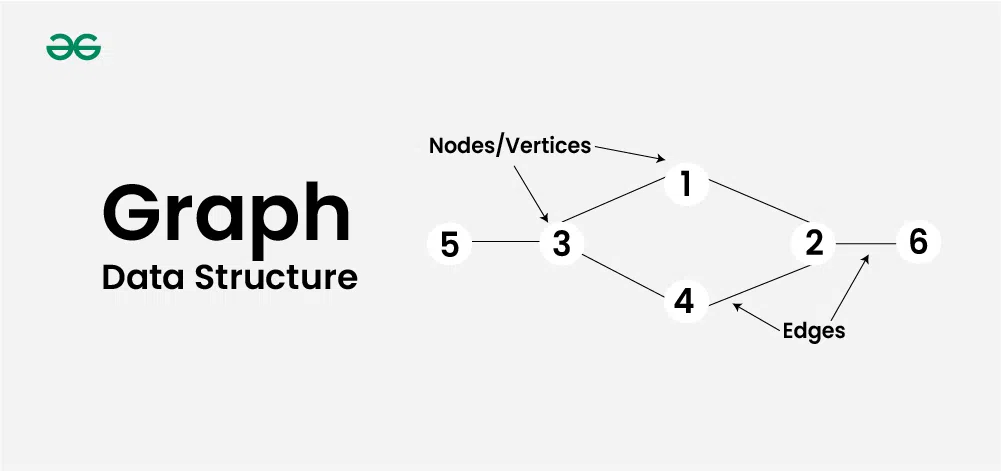 Graph
Data Structure
Nodes/Vertices
1
5
3
2
6
4
Edges